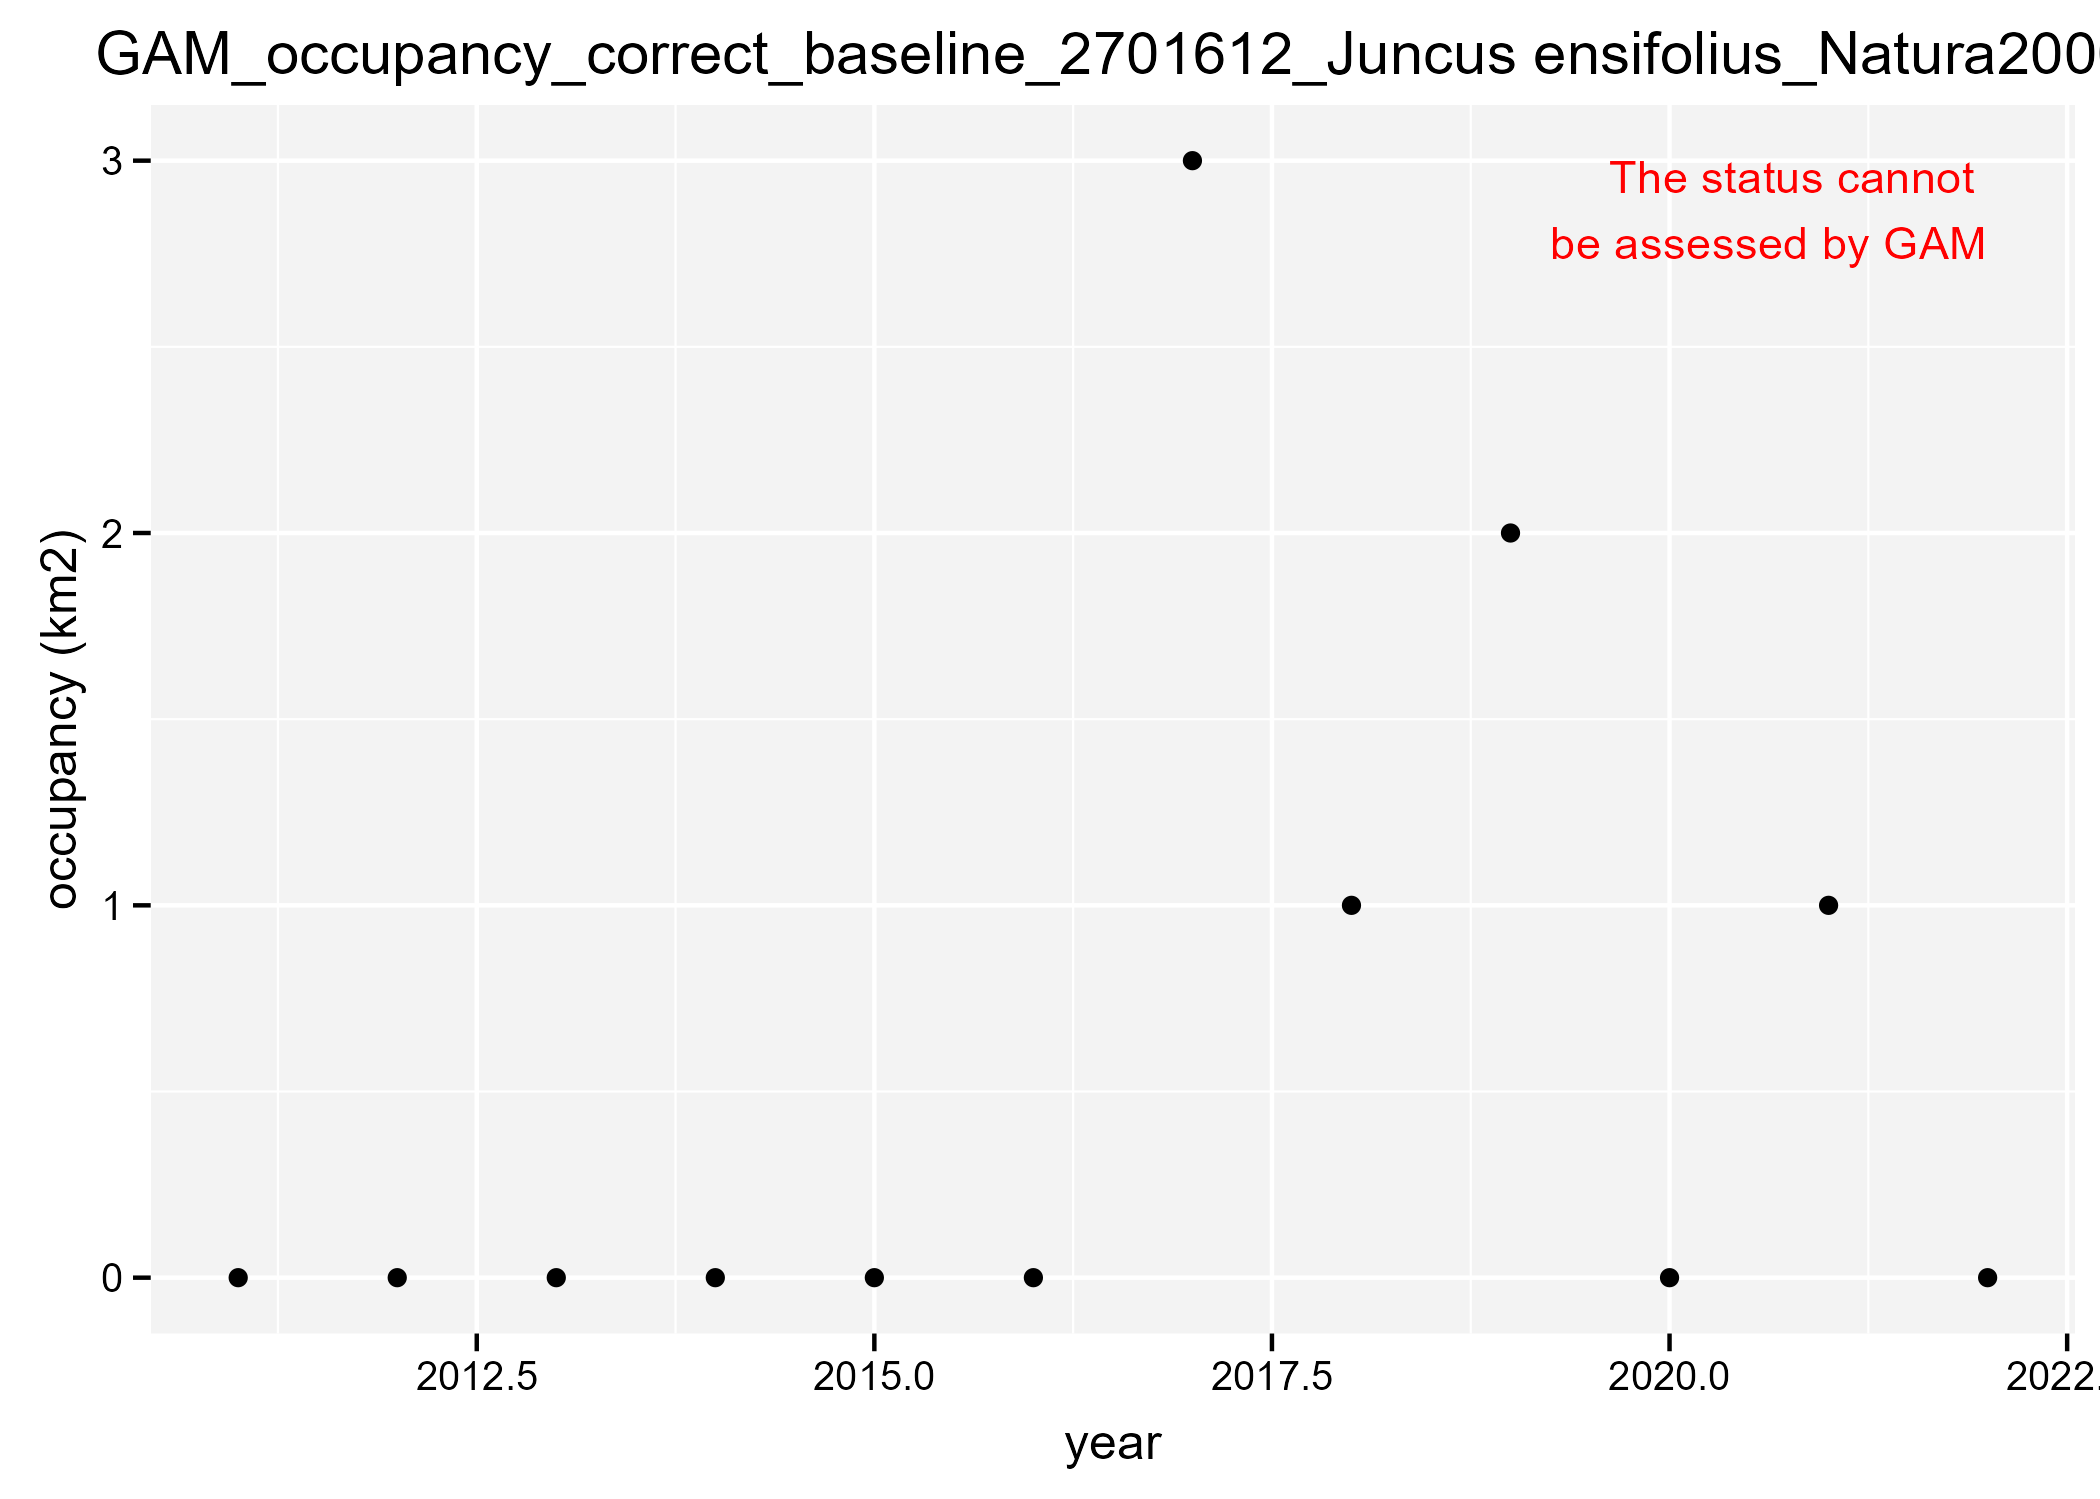 GAM_occupancy_correct_baseline_2701612_Juncus ensifolius_Natura200
3
The status cannot
be assessed by GAM
2
occupancy (km2)
1
0
2012.5 2015.0 2017.5 2020.0 2022.
year